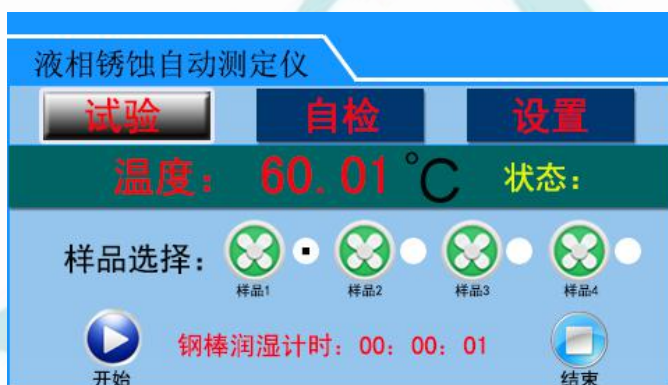 液相锈蚀自动测定仪
试验 自检 设置
温度： 60.01 ℃ 状态：
样品选择：
样品1 样品2 样品3 样品4
钢棒润湿计时：00：00：01
开始 结束